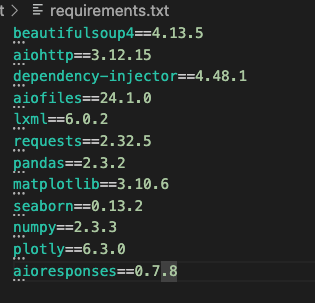 t > requirements.txt
beautifulsoup4==4.13.5
aiohttp==3.12.15
dependency-injector==4.48.1
aiofiles==24.1.0
lxml==6.0.2
requests==2.32.5
pandas==2.3.2
matplotlib==3.10.6
seaborn==0.13.2
numpy==2.3.3
plotly==6.3.0
aioresponses==0.7.8